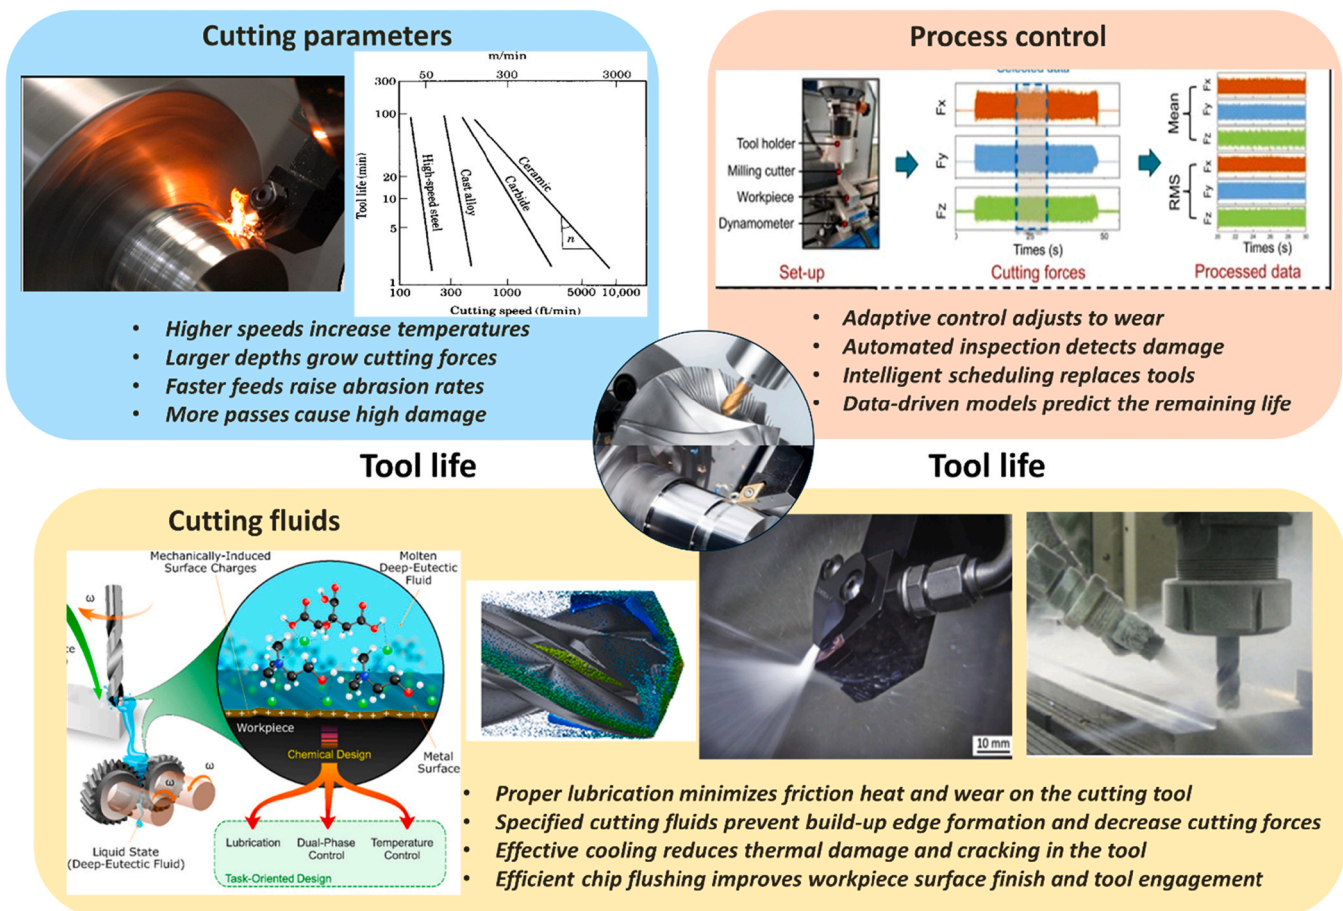 Cutting parameters
m/min
50 300 3000
300
100
20
10
5
1
Tool life (min)
High-speed steel
Cast alloy
Carbide
Ceramic
n
100 300 1000 5000 10,000
Cutting speed (ft/min)
• Higher speeds increase temperatures
• Larger depths grow cutting forces
• Faster feeds raise abrasion rates
• More passes cause high damage
Process control
Selected data
Tool holder
Milling cutter
Workpiece
Dynamometer
Set-up
Fx
Fy
Fz
25 50
Times (s)
Cutting forces
Mean
RMS
Fx
Fy
Fz
Fx
Fy
Fz
Times (s)
Processed data
• Adaptive control adjusts to wear
• Automated inspection detects damage
• Intelligent scheduling replaces tools
• Data-driven models predict the remaining life
Tool life
Tool life
Cutting fluids
Mechanically-Induced
Surface Charges
Molten
Deep-Eutectic
Fluid
ω
ce
Workpiece
Chemical Design
Metal
Surface
ω
ω
Liquid State
(Deep-Eutectic Fluid)
Lubrication
Dual-Phase
Control
Temperature
Control
Task-Oriented Design
10 mm
• Proper lubrication minimizes friction heat and wear on the cutting tool
• Specified cutting fluids prevent build-up edge formation and decrease cutting forces
• Effective cooling reduces thermal damage and cracking in the tool
• Efficient chip flushing improves workpiece surface finish and tool engagement